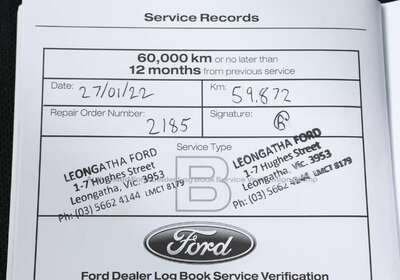 Service Records
60,000 km or no later than
12 months from previous service
Date: 27/01/22
Km: 59,872
Repair Order Number: 2185
Signature:
Service Type
B
LEONGATHA FORD
1-7 Hughes Street
Leongatha, Vic. 3953
Ph: (03) 5662 4144 LMCT 8179
LEONGATHA FORD
1-7 Hughes Street
Leongatha, Vic. 3953
Ph: (03) 5662 4144 LMCT 8179
Ford
Ford Dealer Log Book Service Verification